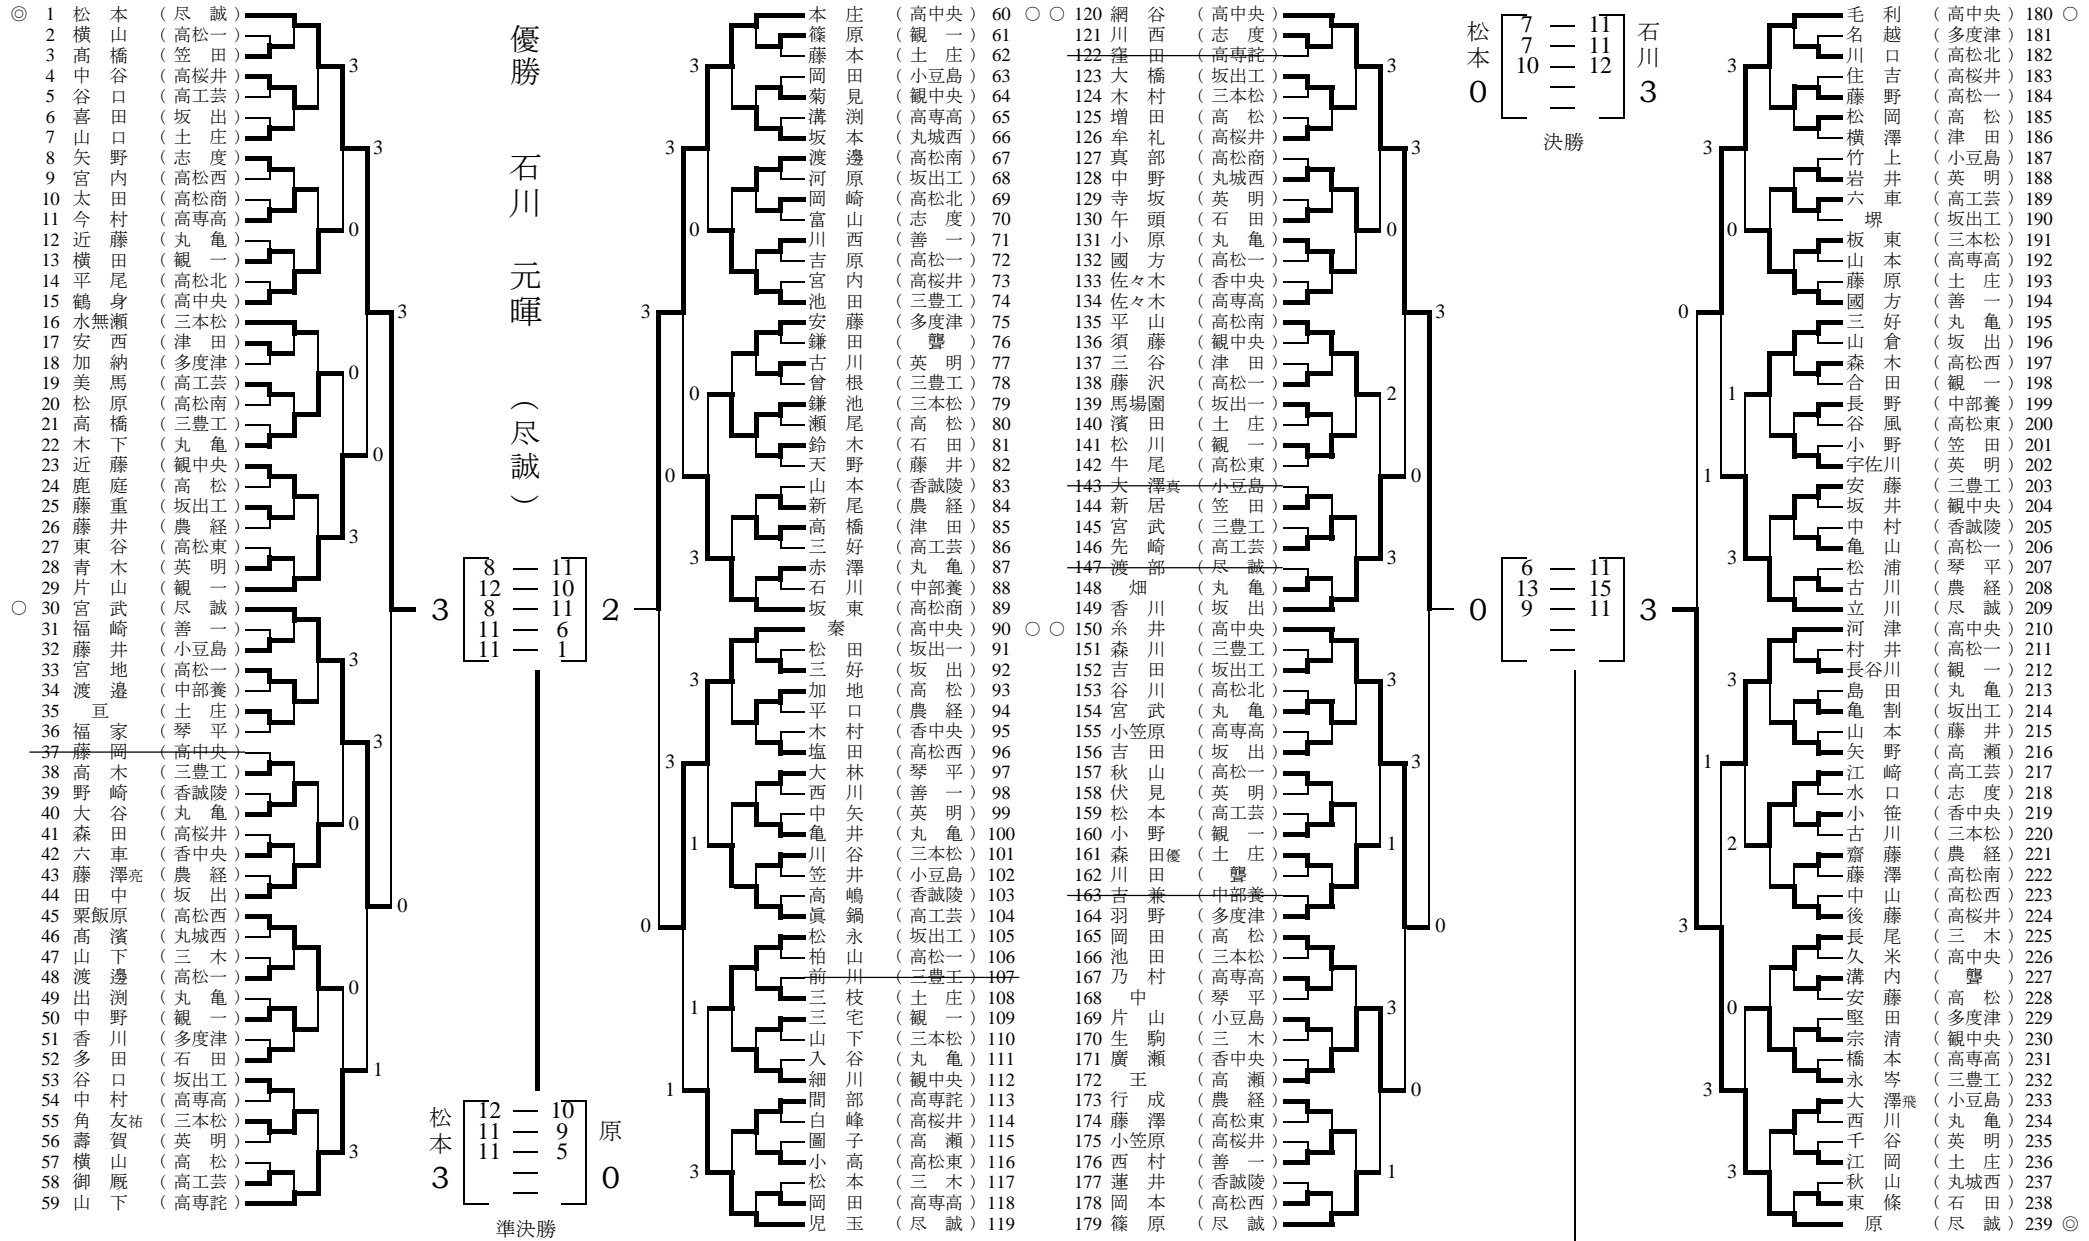 ◎ 1 松本 (尽誠)
2 横山 (高松一)
3 髙橋 (笠田)
4 中谷 (高桜井)
5 谷口 (高工芸)
6 喜田 (坂出)
7 山口 (土庄)
8 矢野 (志度)
9 宮内 (高松西)
10 太田 (高松商)
11 今村 (高専高)
12 近藤 (丸亀)
13 横田 (観一)
14 平尾 (高松北)
15 鶴身 (高中央)
16 水無瀬 (三本松)
17 安西 (津田)
18 加納 (多度津)
19 美馬 (高工芸)
20 松原 (高松南)
21 高橋 (三豊工)
22 木下 (丸亀)
23 近藤 (観中央)
24 鹿庭 (高松)
25 藤重 (坂出工)
26 藤井 (農経)
27 東谷 (高松東)
28 青木 (英明)
29 片山 (観一)
○ 30 宮武 (尽誠)
31 福崎 (善一)
32 藤井 (小豆島)
33 宮地 (高松一)
34 渡邉 (中部養)
35 亘 (土庄)
36 福家 (琴平)
37 藤岡 (高中央)
38 高木 (三豊工)
39 野崎 (香誠陵)
40 大谷 (丸亀)
41 森田 (高桜井)
42 六車 (香中央)
43 藤澤亮 (農経)
44 田中 (坂出)
45 粟飯原 (高松西)
46 髙濱 (丸城西)
47 山下 (三木)
48 渡邊 (高松一)
49 出渕 (丸亀)
50 中野 (観一)
51 香川 (多度津)
52 多田 (石田)
53 谷口 (坂出工)
54 中村 (高専高)
55 角友祐 (三本松)
56 壽賀 (英明)
57 横山 (高松)
58 御厩 (高工芸)
59 山下 (高専詫)
3
3
0
3
0
3
0
3
3
0
3
0
0
3
1
優勝 石川 元暉 (尽誠)
3
8 — 11
12 — 10
8 — 11
11 — 6
11 — 1
2
松本 3
12 — 10
11 — 9
11 — 5
—
—
原 0
準決勝
3
3
0
3
0
0
3
3
3
1
0
1
1
3
本庄 (高中央) 60 ○
篠原 (観一) 61
藤本 (土庄) 62
岡田 (小豆島) 63
菊見 (観中央) 64
溝渕 (高専高) 65
坂本 (丸城西) 66
渡邊 (高松南) 67
河原 (坂出工) 68
岡崎 (高松北) 69
富山 (志度) 70
川西 (善一) 71
吉原 (高松一) 72
宮内 (高桜井) 73
池田 (三豊工) 74
安藤 (多度津) 75
鎌田 (聾) 76
古川 (英明) 77
曾根 (三豊工) 78
鎌池 (三本松) 79
瀬尾 (高松) 80
鈴木 (石田) 81
天野 (藤井) 82
山本 (香誠陵) 83
新尾 (農経) 84
高橋 (津田) 85
三好 (高工芸) 86
赤澤 (丸亀) 87
石川 (中部養) 88
坂東 (高松商) 89
秦 (高中央) 90 ○
松田 (坂出一) 91
三好 (坂出) 92
加地 (高松) 93
平口 (農経) 94
木村 (香中央) 95
塩田 (高松西) 96
大林 (琴平) 97
西川 (善一) 98
中矢 (英明) 99
亀井 (丸亀) 100
川谷 (三本松) 101
笠井 (小豆島) 102
高嶋 (香誠陵) 103
眞鍋 (高工芸) 104
松永 (坂出工) 105
柏山 (高松一) 106
前川 (三豊工) 107
三枝 (土庄) 108
三宅 (観一) 109
山下 (三本松) 110
入谷 (丸亀) 111
細川 (観中央) 112
間部 (高専詫) 113
白峰 (高桜井) 114
圖子 (高瀬) 115
小高 (高松東) 116
松本 (三木) 117
岡田 (高専高) 118
児玉 (尽誠) 119
○ 120 網谷 (高中央)
121 川西 (志度)
122 窪田 (高専詫)
123 大橋 (坂出工)
124 木村 (三本松)
125 増田 (高松)
126 牟礼 (高桜井)
127 真部 (高松商)
128 中野 (丸城西)
129 寺坂 (英明)
130 午頭 (石田)
131 小原 (丸亀)
132 國方 (高松一)
133 佐々木 (香中央)
134 佐々木 (高専高)
135 平山 (高松南)
136 須藤 (観中央)
137 三谷 (津田)
138 藤沢 (高松一)
139 馬場園 (坂出一)
140 濱田 (土庄)
141 松川 (観一)
142 牛尾 (高松東)
143 大澤真 (小豆島)
144 新居 (笠田)
145 宮武 (三豊工)
146 先崎 (高工芸)
147 渡部 (尽誠)
148 畑 (丸亀)
149 香川 (坂出)
○ 150 糸井 (高中央)
151 森川 (三豊工)
152 吉田 (坂出工)
153 谷川 (高松北)
154 宮武 (丸亀)
155 小笠原 (高専高)
156 吉田 (坂出)
157 秋山 (高松一)
158 伏見 (英明)
159 松本 (高工芸)
160 小野 (観一)
161 森田優 (土庄)
162 川田 (聾)
163 吉兼 (中部養)
164 羽野 (多度津)
165 岡田 (高松)
166 池田 (三本松)
167 乃村 (高専高)
168 中 (琴平)
169 片山 (小豆島)
170 生駒 (三木)
171 廣瀬 (香中央)
172 王 (高瀬)
173 行成 (農経)
174 藤澤 (高松東)
175 小笠原 (高桜井)
176 西村 (善一)
177 蓮井 (香誠陵)
178 岡本 (高松西)
179 篠原 (尽誠)
3
3
0
3
2
0
3
3
3
1
0
3
0
1
松本 0
7 — 11
7 — 11
10 — 12
—
—
石川 3
決勝
0
6 — 11
13 — 15
9 — 11
—
—
3
3
3
0
0
1
1
3
3
1
2
3
0
3
3
毛利 (高中央) 180 ○
名越 (多度津) 181
川口 (高松北) 182
住吉 (高桜井) 183
藤野 (高松一) 184
松岡 (高松) 185
横澤 (津田) 186
竹上 (小豆島) 187
岩井 (英明) 188
六車 (高工芸) 189
堺 (坂出工) 190
板東 (三本松) 191
山本 (高専高) 192
藤原 (土庄) 193
國方 (善一) 194
三好 (丸亀) 195
山倉 (坂出) 196
森木 (高松西) 197
合田 (観一) 198
長野 (中部養) 199
谷風 (高松東) 200
小野 (笠田) 201
宇佐川 (英明) 202
安藤 (三豊工) 203
坂井 (観中央) 204
中村 (香誠陵) 205
亀山 (高松一) 206
松浦 (琴平) 207
古川 (農経) 208
立川 (尽誠) 209
河津 (高中央) 210
村井 (高松一) 211
長谷川 (観一) 212
島田 (丸亀) 213
亀割 (坂出工) 214
山本 (藤井) 215
矢野 (高瀬) 216
江﨑 (高工芸) 217
水口 (志度) 218
小笹 (香中央) 219
古川 (三本松) 220
齋藤 (農経) 221
藤澤 (高松南) 222
中山 (高松西) 223
後藤 (高桜井) 224
長尾 (三木) 225
久米 (高中央) 226
溝内 (聾) 227
安藤 (高松) 228
堅田 (多度津) 229
宗清 (観中央) 230
橋本 (高専高) 231
永岑 (三豊工) 232
大澤飛 (小豆島) 233
西川 (丸亀) 234
千谷 (英明) 235
江岡 (土庄) 236
秋山 (丸城西) 237
東條 (石田) 238
原 (尽誠) 239 ◎